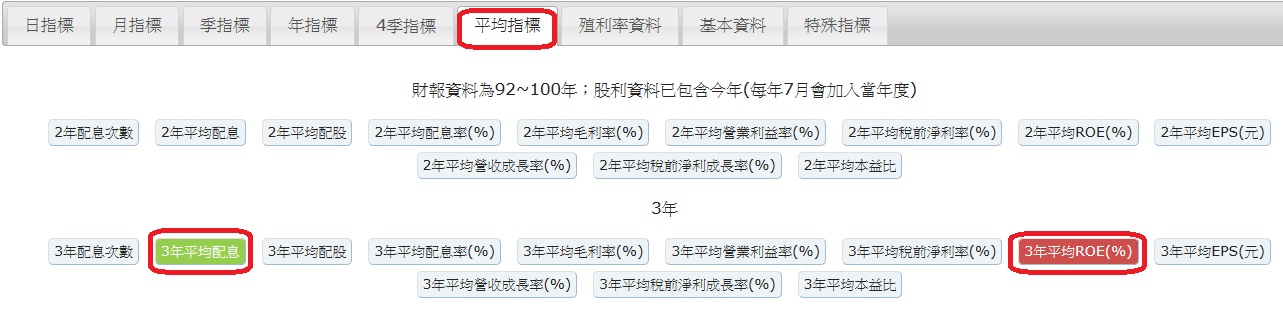 日指標 月指標 季指標 年指標 4季指標 平均指標 殖利率資料 基本資料 特殊指標
財報資料為92~100年；股利資料已包含今年(每年7月會加入當年度)
2年配息次數 2年平均配息 2年平均配股 2年平均配息率(%) 2年平均毛利率(%) 2年平均營業利益率(%) 2年平均稅前淨利率(%) 2年平均ROE(%) 2年平均EPS(元)
2年平均營收成長率(%) 2年平均稅前淨利成長率(%) 2年平均本益比
3年
3年配息次數 3年平均配息 3年平均配股 3年平均配息率(%) 3年平均毛利率(%) 3年平均營業利益率(%) 3年平均稅前淨利率(%) 3年平均ROE(%) 3年平均EPS(元)
3年平均營收成長率(%) 3年平均稅前淨利成長率(%) 3年平均本益比